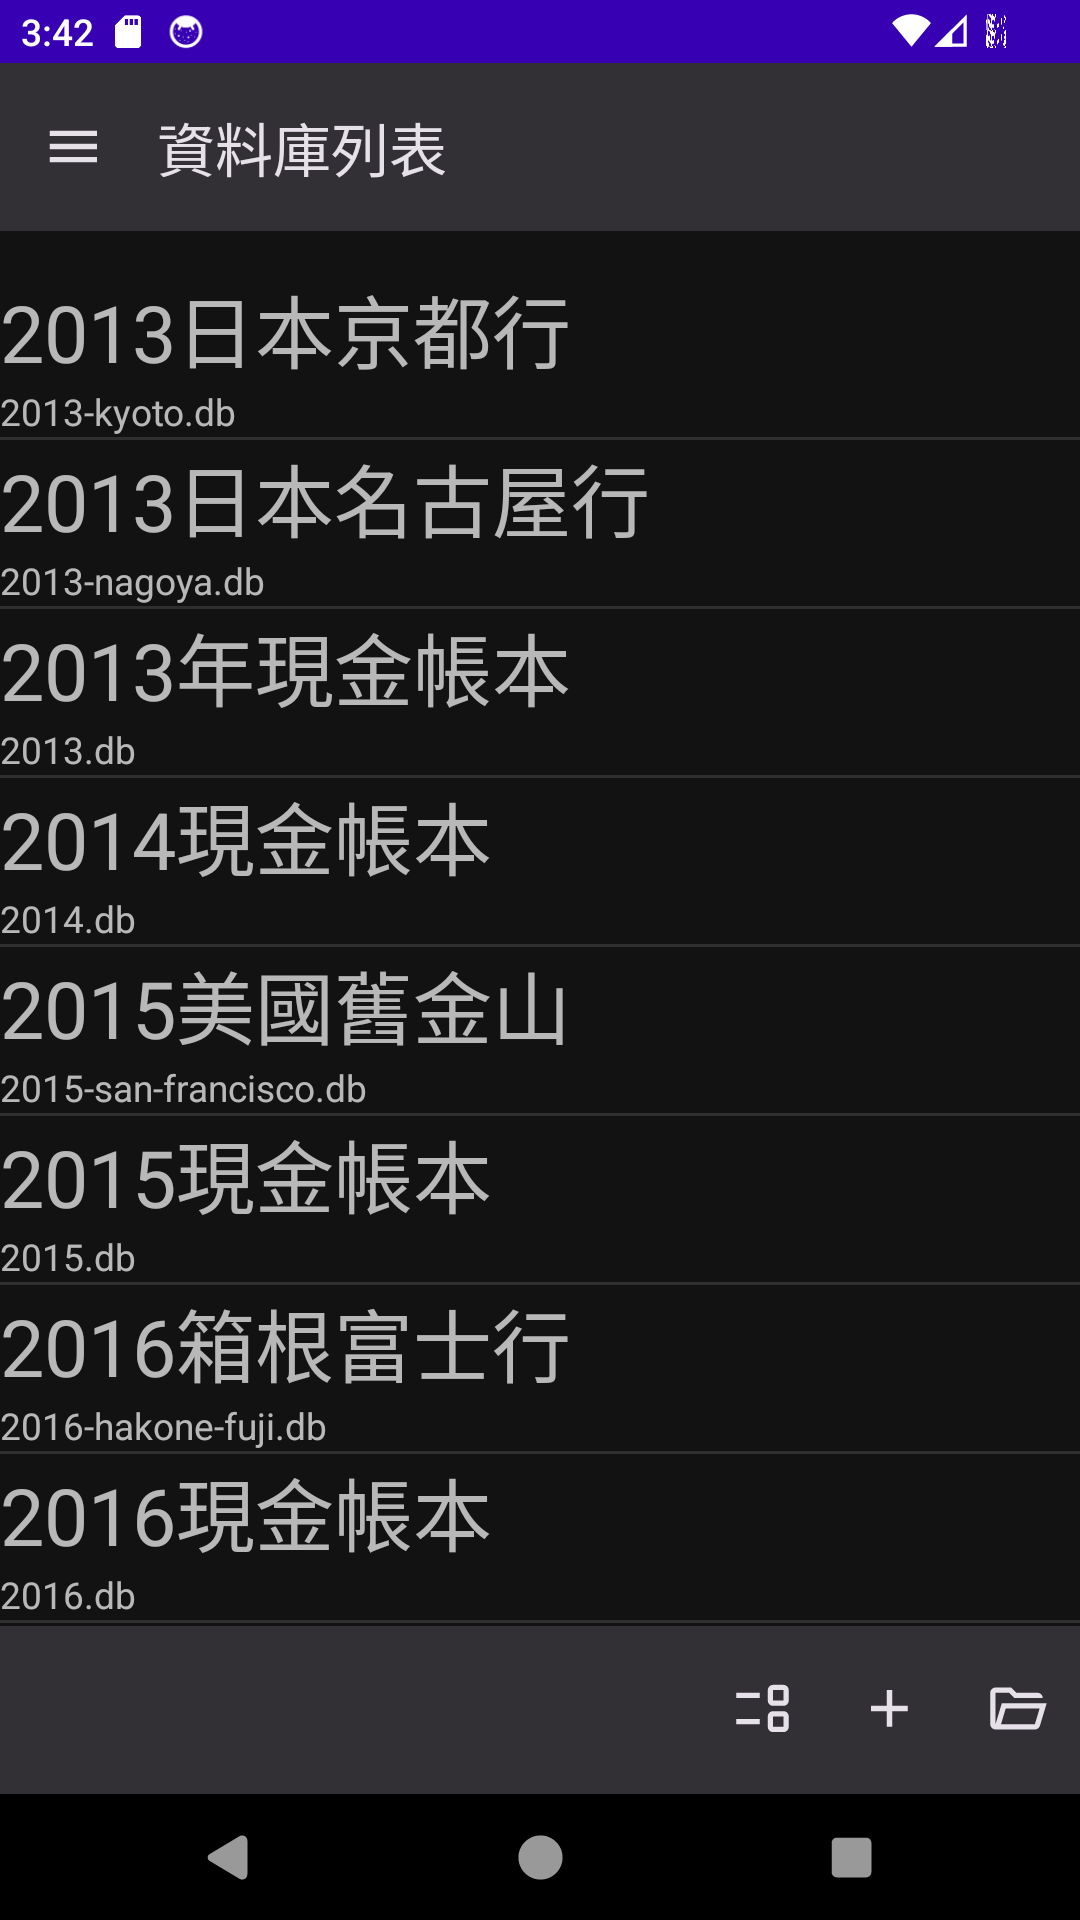 3:42
資料庫列表
2013日本京都行
2013-kyoto.db
2013日本名古屋行
2013-nagoya.db
2013年現金帳本
2013.db
2014現金帳本
2014.db
2015美國舊金山
2015-san-francisco.db
2015現金帳本
2015.db
2016箱根富士行
2016-hakone-fuji.db
2016現金帳本
2016.db